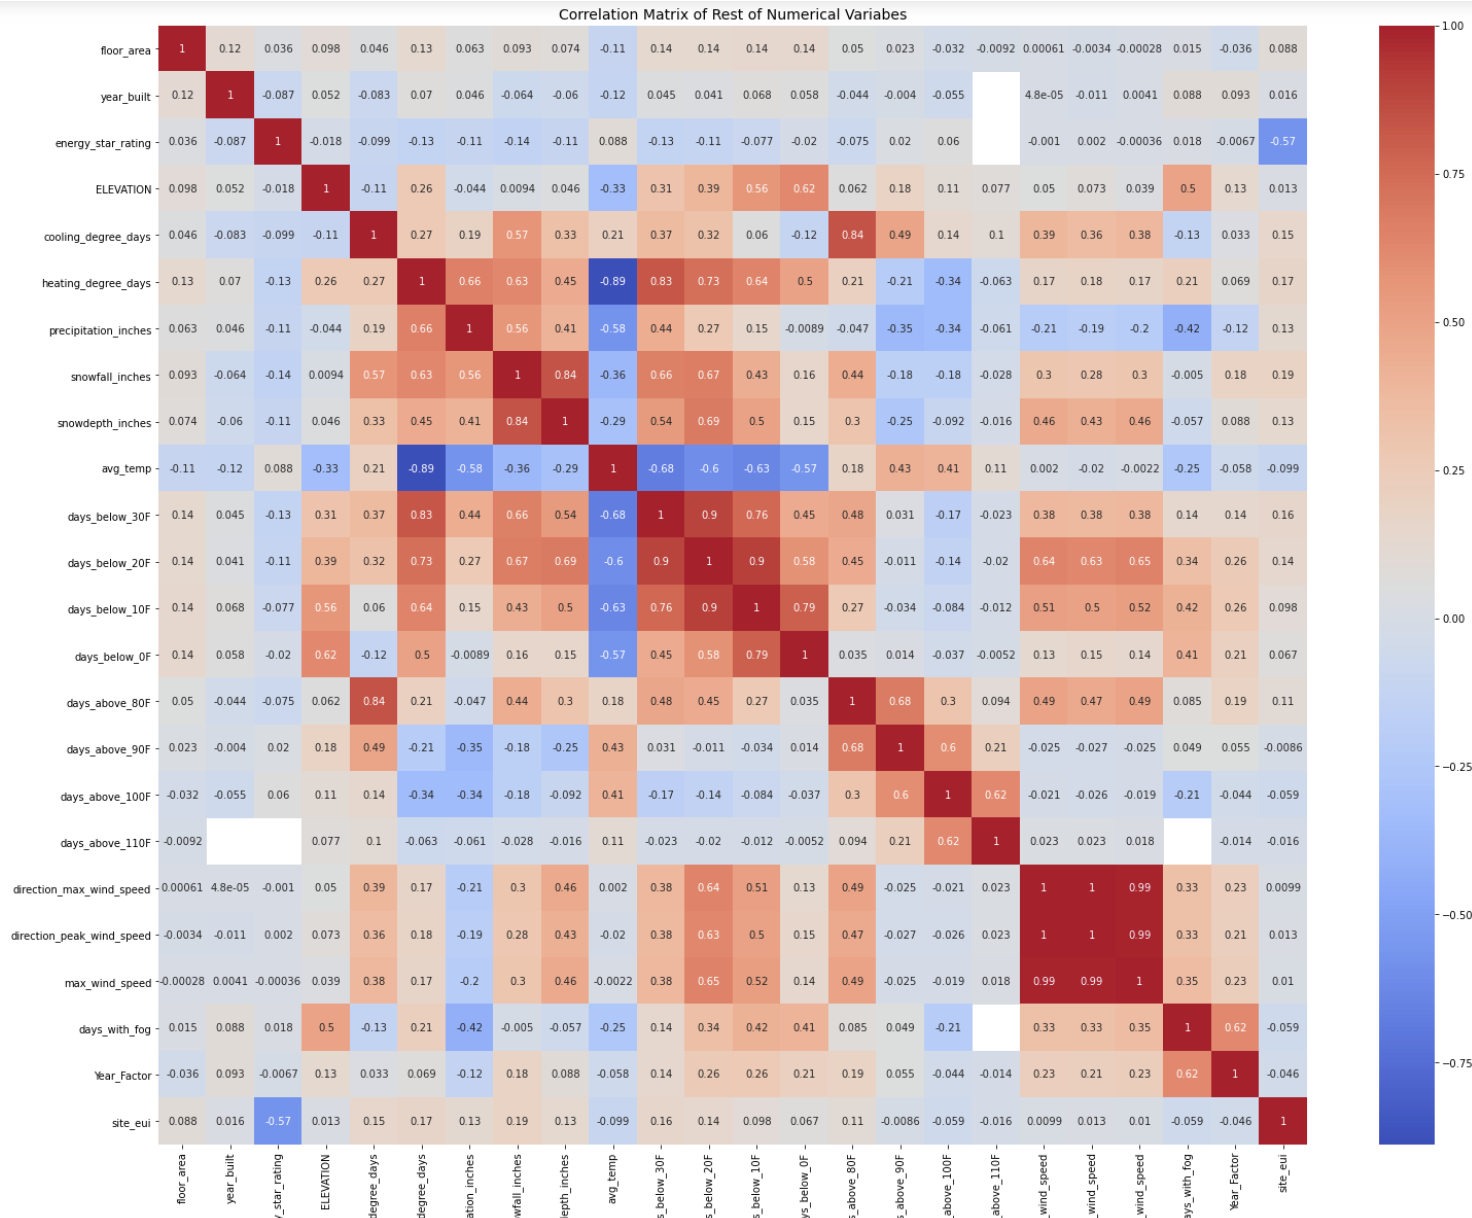 Correlation Matrix of Rest of Numerical Variabes
floor_area 1 0.12 0.036 0.098 0.046 0.13 0.063 0.093 0.074 -0.11 0.14 0.14 0.14 0.14 0.05 0.023 -0.032 -0.0092 0.00061 -0.0034 -0.00028 0.015 -0.036 0.088
year_built 0.12 1 -0.087 0.052 -0.083 0.07 0.046 -0.064 -0.06 -0.12 0.045 0.041 0.068 0.058 -0.044 -0.004 -0.055 4.8e-05 -0.011 0.0041 0.088 0.093 0.016
energy_star_rating 0.036 -0.087 1 -0.018 -0.099 -0.13 -0.11 -0.14 -0.11 0.088 -0.13 -0.11 -0.077 -0.02 -0.075 0.02 0.06 -0.001 0.002 -0.00036 0.018 -0.0067 -0.57
ELEVATION 0.098 0.052 -0.018 1 -0.11 0.26 -0.044 0.0094 0.046 -0.33 0.31 0.39 0.56 0.62 0.062 0.18 0.11 0.077 0.05 0.073 0.039 0.5 0.13 0.013
cooling_degree_days 0.046 -0.083 -0.099 -0.11 1 0.27 0.19 0.57 0.33 0.21 0.37 0.32 0.06 -0.12 0.84 0.49 0.14 0.1 0.39 0.36 0.38 -0.13 0.033 0.15
heating_degree_days 0.13 0.07 -0.13 0.26 0.27 1 0.66 0.63 0.45 -0.89 0.83 0.73 0.64 0.5 0.21 -0.21 -0.34 -0.063 0.17 0.18 0.17 0.21 0.069 0.17
precipitation_inches 0.063 0.046 -0.11 -0.044 0.19 0.66 1 0.56 0.41 -0.58 0.44 0.27 0.15 -0.0089 -0.047 -0.35 -0.34 -0.061 -0.21 -0.19 -0.2 -0.42 -0.12 0.13
snowfall_inches 0.093 -0.064 -0.14 0.0094 0.57 0.63 0.56 1 0.84 -0.36 0.66 0.67 0.43 0.16 0.44 -0.18 -0.18 -0.028 0.3 0.28 0.3 -0.005 0.18 0.19
snowdepth_inches 0.074 -0.06 -0.11 0.046 0.33 0.45 0.41 0.84 1 -0.29 0.54 0.69 0.5 0.15 0.3 -0.25 -0.092 -0.016 0.46 0.43 0.46 -0.057 0.088 0.13
avg_temp -0.11 -0.12 0.088 -0.33 0.21 -0.89 -0.58 -0.36 -0.29 1 -0.68 -0.6 -0.63 -0.57 0.18 0.43 0.41 0.11 0.002 -0.02 -0.0022 -0.25 -0.058 -0.099
days_below_30F 0.14 0.045 -0.13 0.31 0.37 0.83 0.44 0.66 0.54 -0.68 1 0.9 0.76 0.45 0.48 0.031 -0.17 -0.023 0.38 0.38 0.38 0.14 0.14 0.16
days_below_20F 0.14 0.041 -0.11 0.39 0.32 0.73 0.27 0.67 0.69 -0.6 0.9 1 0.9 0.58 0.45 -0.011 -0.14 -0.02 0.64 0.63 0.65 0.34 0.26 0.14
days_below_10F 0.14 0.068 -0.077 0.56 0.06 0.64 0.15 0.43 0.5 -0.63 0.76 0.9 1 0.79 0.27 -0.034 -0.084 -0.012 0.51 0.5 0.52 0.42 0.26 0.098
days_below_0F 0.14 0.058 -0.02 0.62 -0.12 0.5 -0.0089 0.16 0.15 -0.57 0.45 0.58 0.79 1 0.035 0.014 -0.037 -0.0052 0.13 0.15 0.14 0.41 0.21 0.067
days_above_80F 0.05 -0.044 -0.075 0.062 0.84 0.21 -0.047 0.44 0.3 0.18 0.48 0.45 0.27 0.035 1 0.68 0.3 0.094 0.49 0.47 0.49 0.085 0.19 0.11
days_above_90F 0.023 -0.004 0.02 0.18 0.49 -0.21 -0.35 -0.18 -0.25 0.43 0.031 -0.011 -0.034 0.014 0.68 1 0.6 0.21 -0.025 -0.027 -0.025 0.049 0.055 -0.0086
days_above_100F -0.032 -0.055 0.06 0.11 0.14 -0.34 -0.34 -0.18 -0.092 0.41 -0.17 -0.14 -0.084 -0.037 0.3 0.6 1 0.62 -0.021 -0.026 -0.019 -0.21 -0.044 -0.059
days_above_110F -0.0092 0.077 0.1 -0.063 -0.061 -0.028 -0.016 0.11 -0.023 -0.02 -0.012 -0.0052 0.094 0.21 0.62 1 0.023 0.023 0.018 -0.014 -0.016
direction_max_wind_speed 0.00061 4.8e-05 -0.001 0.05 0.39 0.17 -0.21 0.3 0.46 0.002 0.38 0.64 0.51 0.13 0.49 -0.025 -0.021 0.023 1 1 0.99 0.33 0.23 0.0099
direction_peak_wind_speed -0.0034 -0.011 0.002 0.073 0.36 0.18 -0.19 0.28 0.43 -0.02 0.38 0.63 0.5 0.15 0.47 -0.027 -0.026 0.023 1 1 0.99 0.33 0.21 0.013
max_wind_speed -0.00028 0.0041 -0.00036 0.039 0.38 0.17 -0.2 0.3 0.46 -0.0022 0.38 0.65 0.52 0.14 0.49 -0.025 -0.019 0.018 0.99 0.99 1 0.35 0.23 0.01
days_with_fog 0.015 0.088 0.018 0.5 -0.13 0.21 -0.42 -0.005 -0.057 -0.25 0.14 0.34 0.42 0.41 0.085 0.049 -0.21 0.33 0.33 0.35 1 0.62 -0.059
Year_Factor -0.036 0.093 -0.0067 0.13 0.033 0.069 -0.12 0.18 0.088 -0.058 0.14 0.26 0.26 0.21 0.19 0.055 -0.044 -0.014 0.23 0.21 0.23 0.62 1 -0.046
site_eui 0.088 0.016 -0.57 0.013 0.15 0.17 0.13 0.19 0.13 -0.099 0.16 0.14 0.098 0.067 0.11 -0.0086 -0.059 -0.016 0.0099 0.013 0.01 -0.059 -0.046 1
floor_area
year_built
y_star_rating
ELEVATION
degree_days
degree_days
ation_inches
wfall_inches
epth_inches
avg_temp
s_below_30F
s_below_20F
s_below_10F
ys_below_0F
s_above_80F
s_above_90F
above_100F
above_110F
_wind_speed
_wind_speed
_wind_speed
ays_with_fog
Year_Factor
site_eui
1.00
0.75
0.50
0.25
0.00
−0.25
−0.50
−0.75